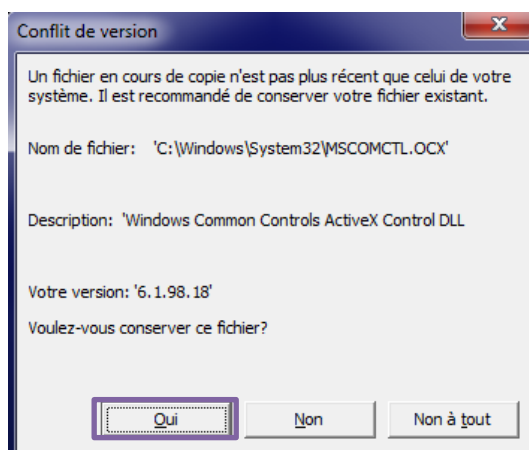 Conflit de version
Un fichier en cours de copie n'est pas plus récent que celui de votre
système. Il est recommandé de conserver votre fichier existant.
Nom de fichier: 'C:\Windows\System32\MSCOMCTL.OCX'
Description: 'Windows Common Controls ActiveX Control DLL
Votre version: '6.1.98.18'
Voulez-vous conserver ce fichier?
Oui Non Non à tout